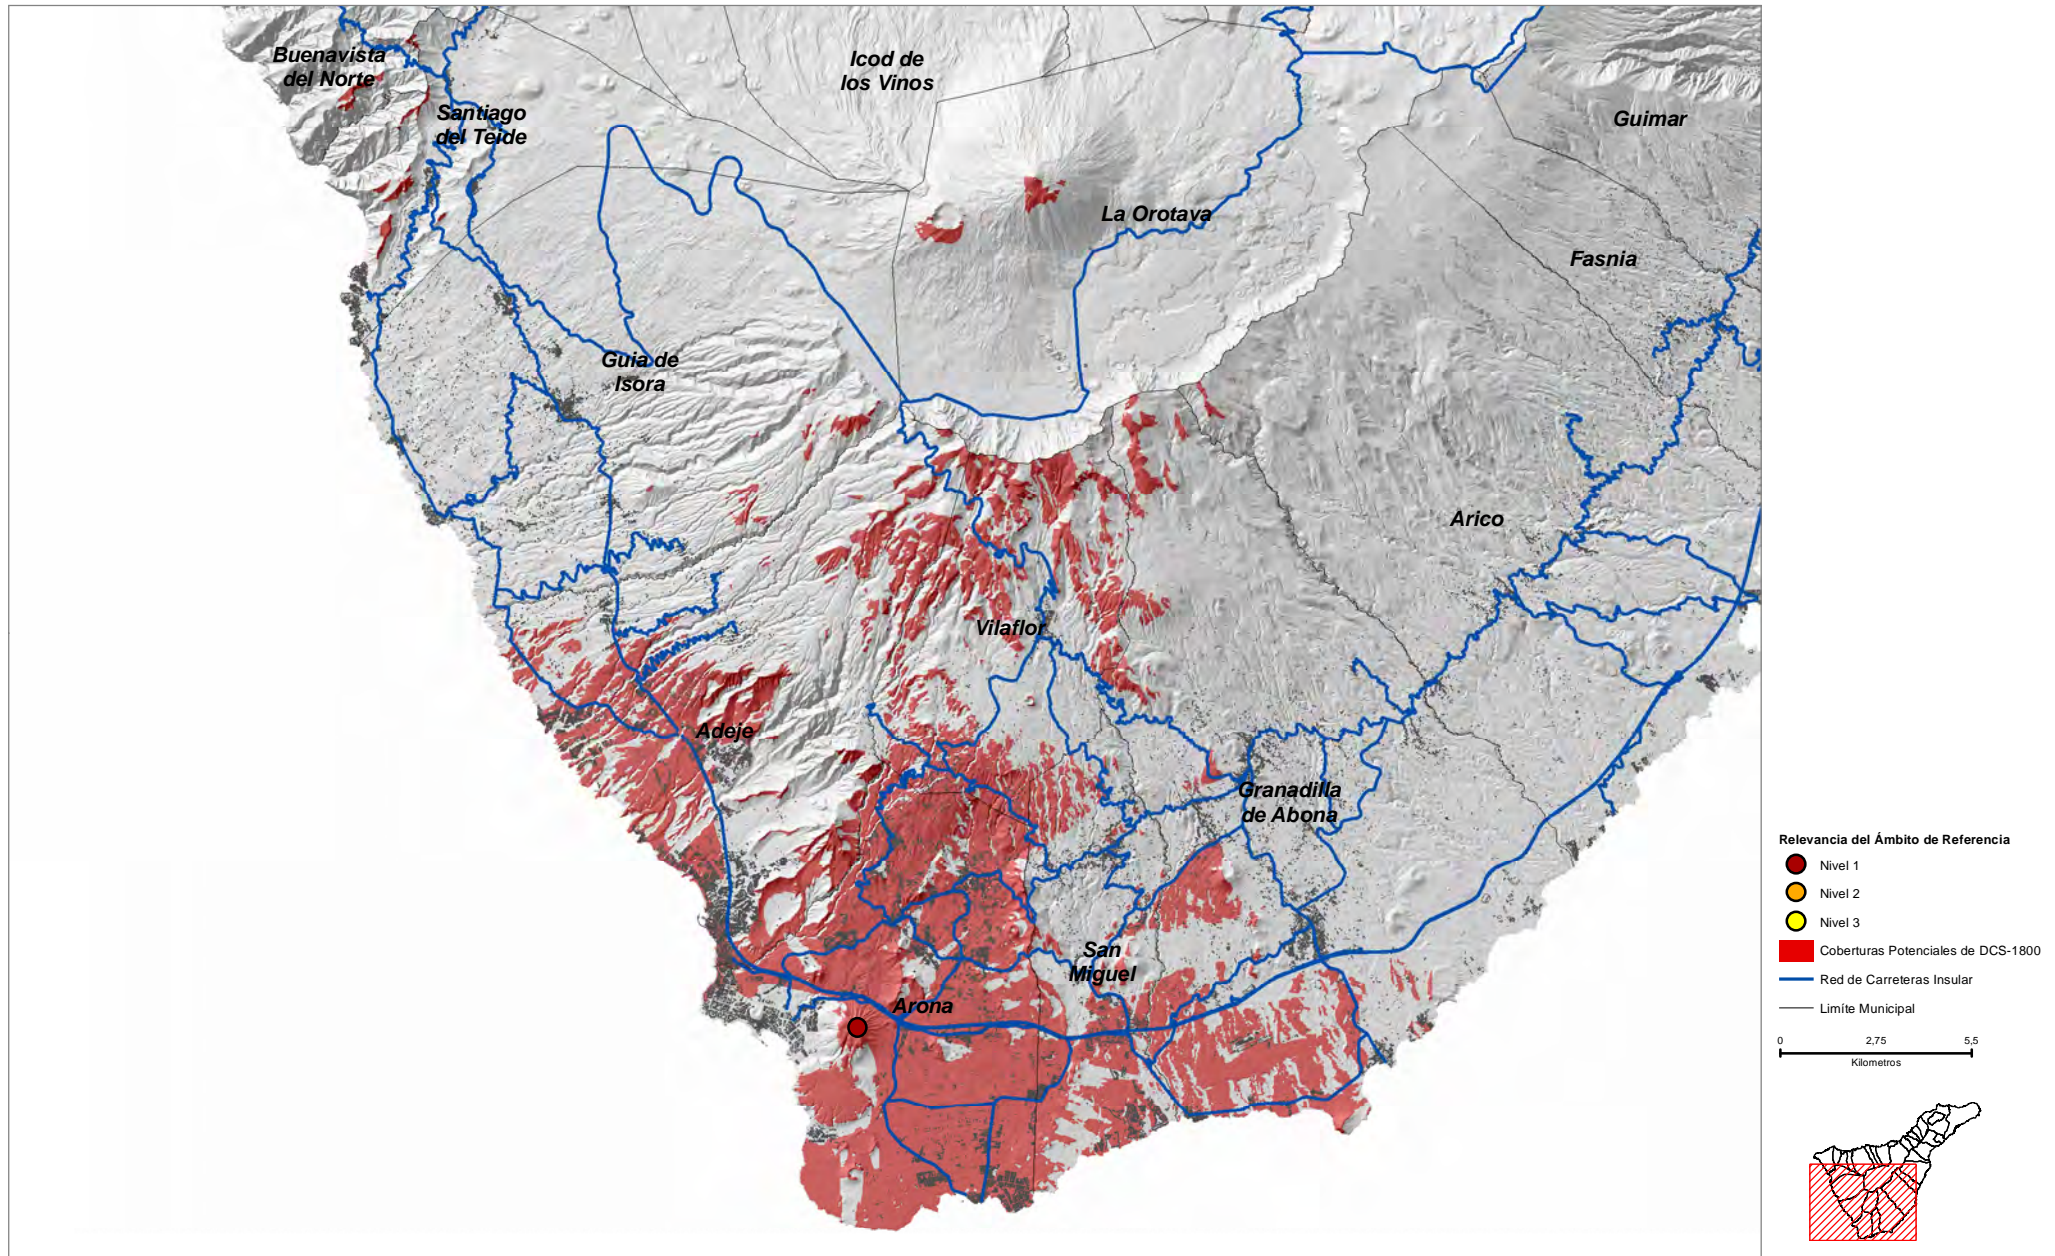 Buenavista
del Norte
Icod de
los Vinos
Santiago
del Teide
Guimar
La Orotava
Fasnia
Guia de
Isora
Arico
Vilaflor
Adeje
Granadilla
de Abona
San
Miguel
Arona
Relevancia del Ámbito de Referencia
Nivel 1
Nivel 2
Nivel 3
Coberturas Potenciales de DCS-1800
Red de Carreteras Insular
Limíte Municipal
0 2,75 5,5
Kilometros